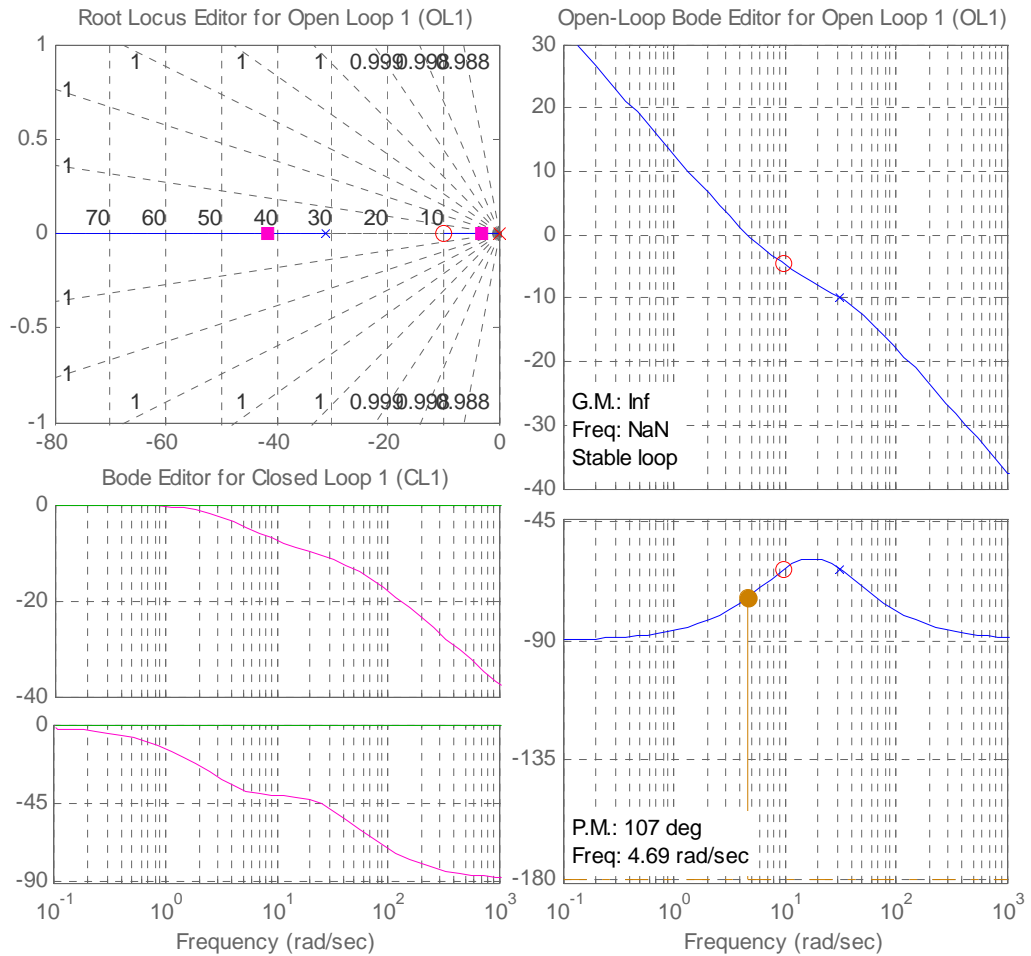 Root Locus Editor for Open Loop 1 (OL1)
1
0.5
0
-0.5
-1
1 1 1 0.999 0.998 0.988
1
1
70 60 50 40 30 20 10
1
1
1 1 1 0.999 0.998 0.988
-80 -60 -40 -20 0
Bode Editor for Closed Loop 1 (CL1)
0
-20
-40
0
-45
-90
10^-1 10^0 10^1 10^2 10^3
Frequency (rad/sec)
Open-Loop Bode Editor for Open Loop 1 (OL1)
30
20
10
0
-10
-20
-30
-40
G.M.: Inf
Freq: NaN
Stable loop
-45
-90
-135
-180
P.M.: 107 deg
Freq: 4.69 rad/sec
10^-1 10^0 10^1 10^2 10^3
Frequency (rad/sec)